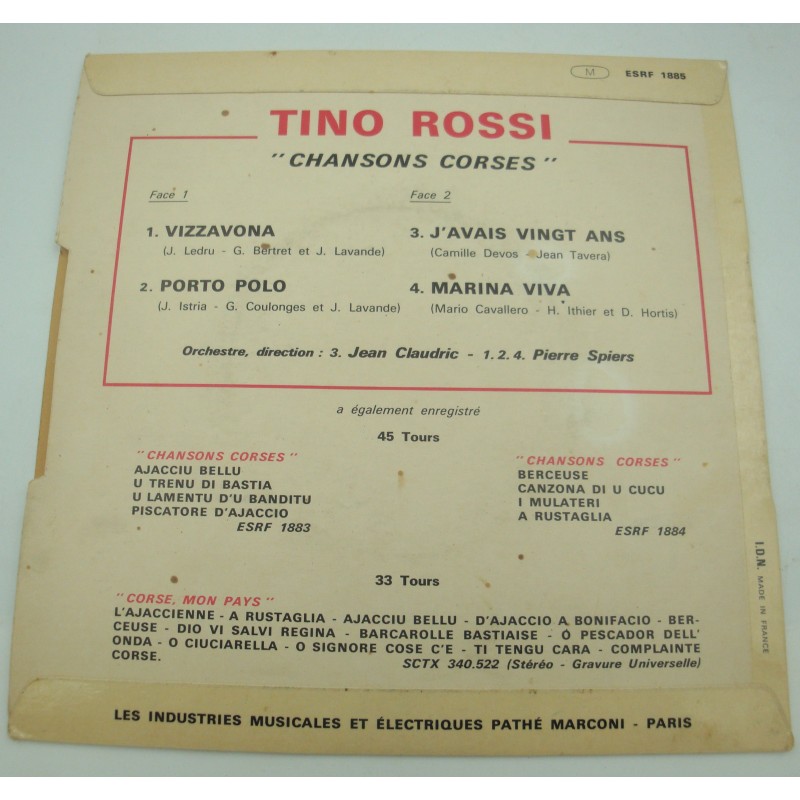 M ESRF 1885
TINO ROSSI
"CHANSONS CORSES"
Face 1
1. VIZZAVONA
(J. Ledru - G. Bertret et J. Lavande)
2. PORTO POLO
(J. Istria - G. Coulonges et J. Lavande)
Face 2
3. J'AVAIS VINGT ANS
(Camille Devos - Jean Tavera)
4. MARINA VIVA
(Mario Cavallero - H. Ithier et D. Hortis)
Orchestre, direction : 3. Jean Claudric - 1. 2. 4. Pierre Spiers
a également enregistré
45 Tours
"CHANSONS CORSES"
AJACCIU BELLU
U TRENU DI BASTIA
U LAMENTU D'U BANDITU
PISCATORE D'AJACCIO
ESRF 1883
"CHANSONS CORSES"
BERCEUSE
CANZONA DI U CUCU
I MULATERI
A RUSTAGLIA
ESRF 1884
33 Tours
"CORSE, MON PAYS"
L'AJACCIENNE - A RUSTAGLIA - AJACCIU BELLU - D'AJACCIO A BONIFACIO - BER-
CEUSE - DIO VI SALVI REGINA - BARCAROLLE BASTIAISE - O PESCADOR DELL'
ONDA - O CIUCIARELLA - O SIGNORE COSE C'E - TI TENGU CARA - COMPLAINTE
CORSE. SCTX 340.522 (Stéréo - Gravure Universelle)
I.D.N. MADE IN FRANCE
LES INDUSTRIES MUSICALES ET ÉLECTRIQUES PATHÉ MARCONI - PARIS